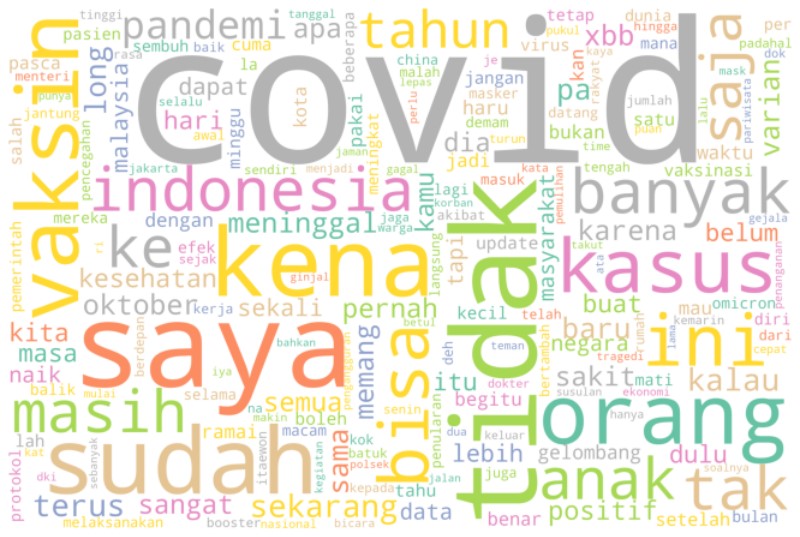 tinggi
tanggal
tetap
dunia
hingga
per
pasien
pandemi
apa
beberapa
tahun
xbb
mana
padahal
rasa
sembuh
baik
cuma
virus
pukul
kaya
pasca
menteri
vaksin
long
malaysia
la
china
je
jangan
kan
rakyat
saja
dok
mask
varian
covid
dapat
malah
lepas
masker
pa
jumlah
lalu
punya
selalu
kota
pakai
perlu
haru
datang
satu
pariwisata
salah
jantung
pencegahan
hari
minggu
meningkat
demam
turun
bukan
time
puan
waktu
awal
jaman
dia
jadi
tengah
vaksinasi
jakarta
sendiri
menjadi
gagal
masuk
kata
pemulihan
indonesia
kamu
lagi
korban
banyak
mereka
dengan
meninggal
jaga
warga
akibat
tidak
masyarakat
karena
belum
gejala
pemerintah
ke
efek
sejak
ri
kena
langsung
tapi
update
kasus
takut
ata
penanganan
kesehatan
ginjal
oktober
kerja
sekali
pernah
kecil
telah
buat
mau
omicron
diri
kita
saya
berdepan
bahkan
pengangguran
betul
bisa
deh
teman
bertambah
baru
rumah
kemarin
ini
dari
masa
memang
negara
tragedi
lama
cepat
naik
iya
itu
dokter
sakit
mati
kalau
balik
mulai
selama
na
semua
senin
begitu
susulan
ekonomi
masih
makin
boleh
dua
hanya
orang
lah
ramai
macam
kok
penularan
keluar
kat
sudah
itaewon
sama
batuk
lebih
gelombang
dulu
protokol
dki
sebanyak
kegiatan
polsek
juga
anak
soalnya
tak
terus
sangat
sekarang
kepada
tahu
jalan
data
benar
positif
setelah
bulan
melaksanakan
booster
nasional
bicara